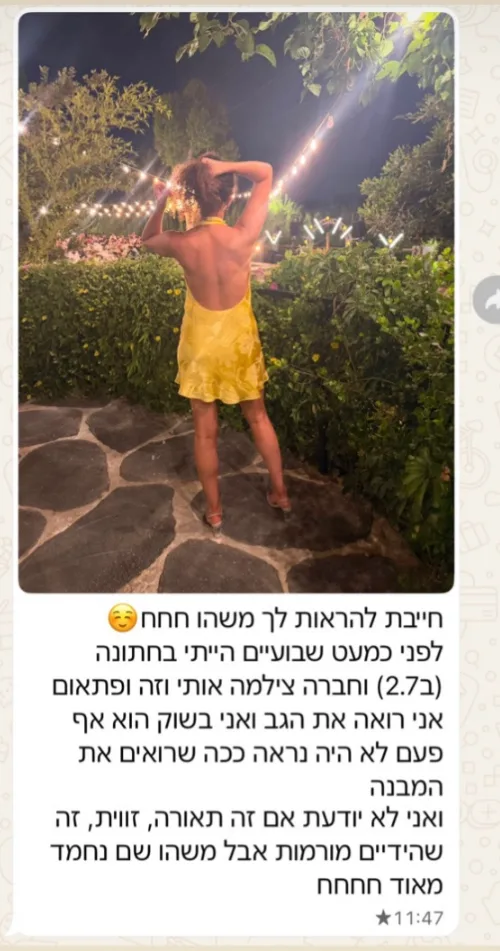 חייבת להראות לך משהו חחח☺️
לפני כמעט שבועיים הייתי בחתונה
(ב2.7) וחברה צילמה אותי וזה ופתאום
אני רואה את הגב ואני בשוק הוא אף
פעם לא היה נראה ככה שרואים את
המבנה
ואני לא יודעת אם זה תאורה, זווית, זה
שהידיים מורמות אבל משהו שם נחמד
מאוד חחחח
★11:47